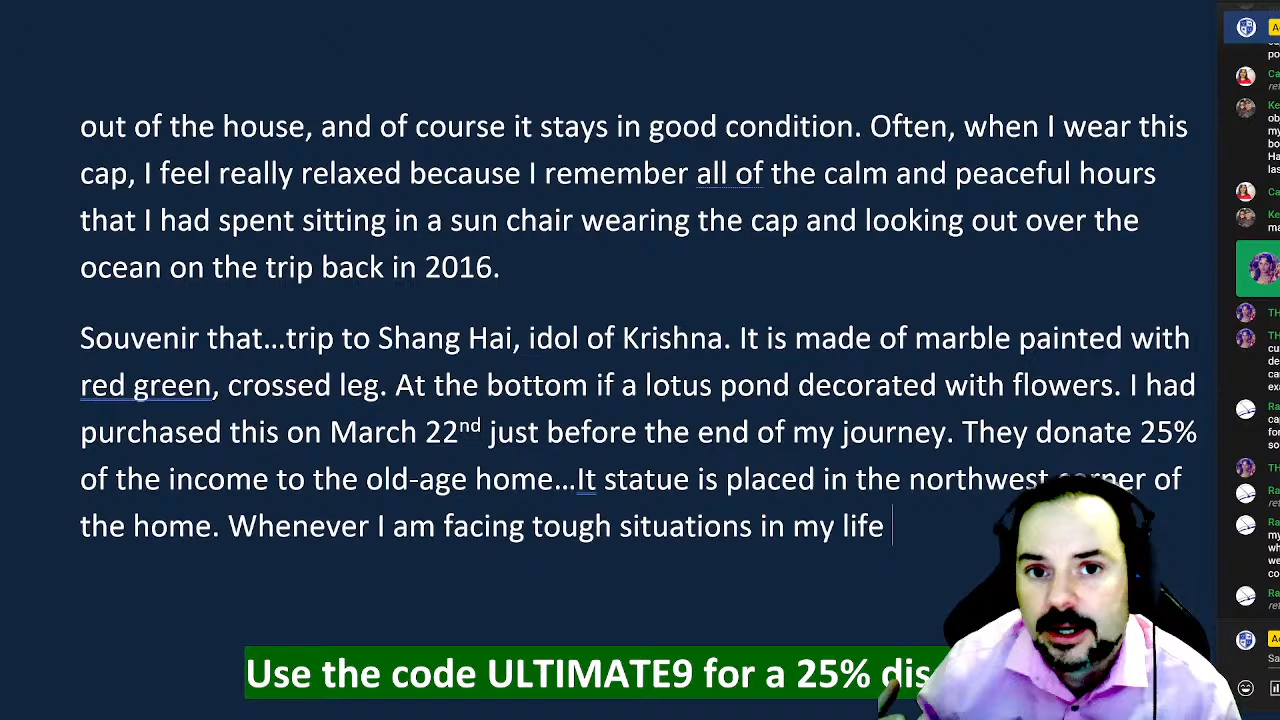 out of the house, and of course it stays in good condition. Often, when I wear this
cap, I feel really relaxed because I remember all of the calm and peaceful hours
that I had spent sitting in a sun chair wearing the cap and looking out over the
ocean on the trip back in 2016.
Souvenir that...trip to Shang Hai, idol of Krishna. It is made of marble painted with
red green, crossed leg. At the bottom if a lotus pond decorated with flowers. I had
purchased this on March 22nd just before the end of my journey. They donate 25%
of the income to the old-age home...It statue is placed in the northwest corner of
the home. Whenever I am facing tough situations in my life
Use the code ULTIMATE9 for a 25% dis